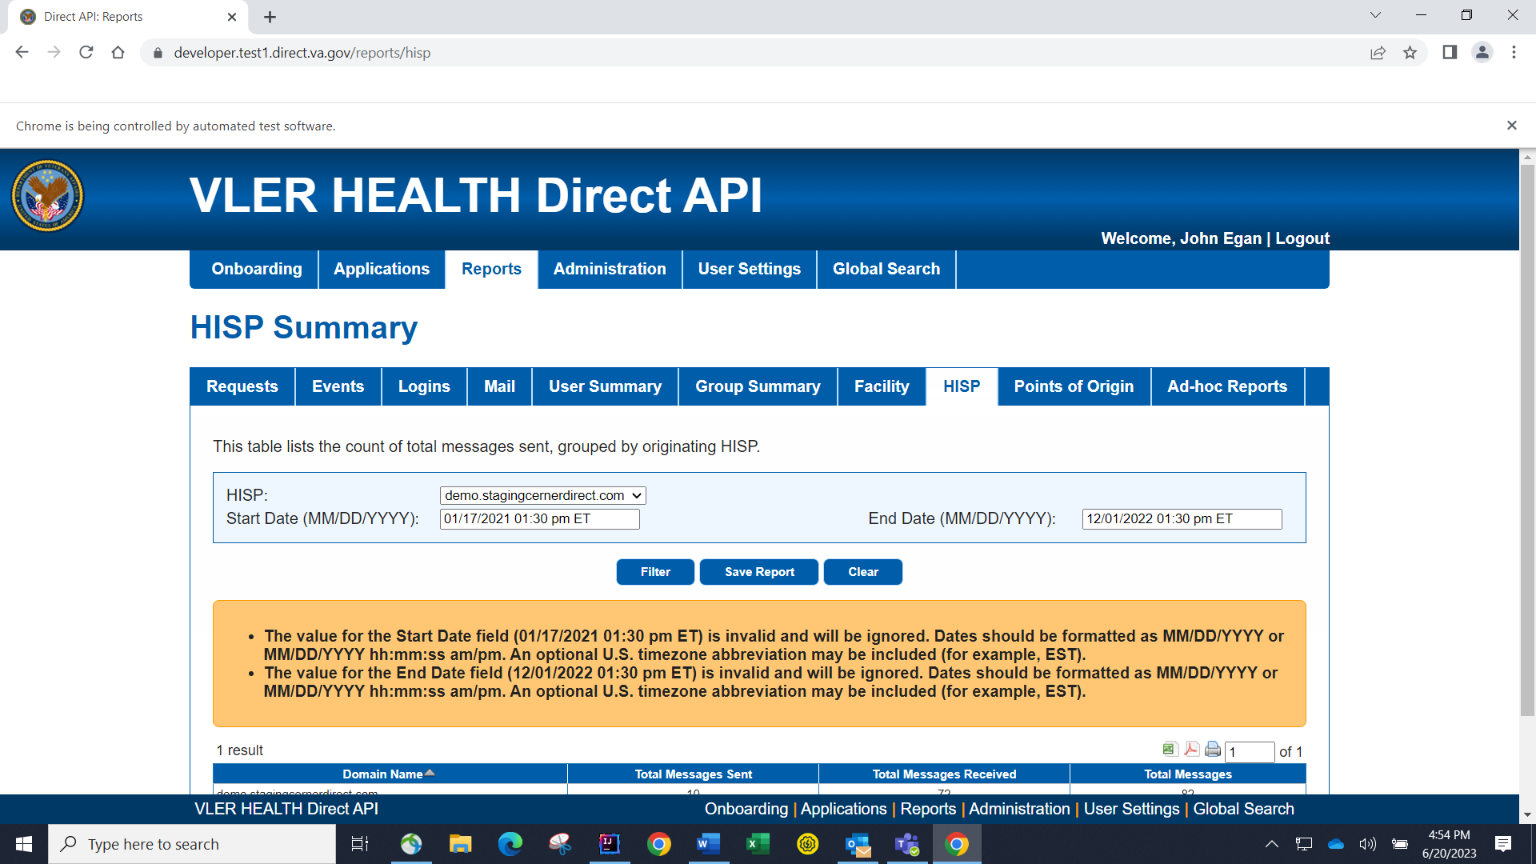 Direct API: Reports
developer.test1.direct.va.gov/reports/hisp
Chrome is being controlled by automated test software.
VLER HEALTH Direct API
Welcome, John Egan | Logout
Onboarding Applications Reports Administration User Settings Global Search
HISP Summary
Requests Events Logins Mail User Summary Group Summary Facility HISP Points of Origin Ad-hoc Reports
This table lists the count of total messages sent, grouped by originating HISP.
HISP: demo.stagingcernerdirect.com
Start Date (MM/DD/YYYY): 01/17/2021 01:30 pm ET End Date (MM/DD/YYYY): 12/01/2022 01:30 pm ET
Filter Save Report Clear
• The value for the Start Date field (01/17/2021 01:30 pm ET) is invalid and will be ignored. Dates should be formatted as MM/DD/YYYY or
MM/DD/YYYY hh:mm:ss am/pm. An optional U.S. timezone abbreviation may be included (for example, EST).
• The value for the End Date field (12/01/2022 01:30 pm ET) is invalid and will be ignored. Dates should be formatted as MM/DD/YYYY or
MM/DD/YYYY hh:mm:ss am/pm. An optional U.S. timezone abbreviation may be included (for example, EST).
1 result 1 of 1
Domain Name Total Messages Sent Total Messages Received Total Messages
demo.stagingcernerdirect.com 10 72 82
VLER HEALTH Direct API Onboarding | Applications | Reports | Administration | User Settings | Global Search
Type here to search
4:54 PM
6/20/2023